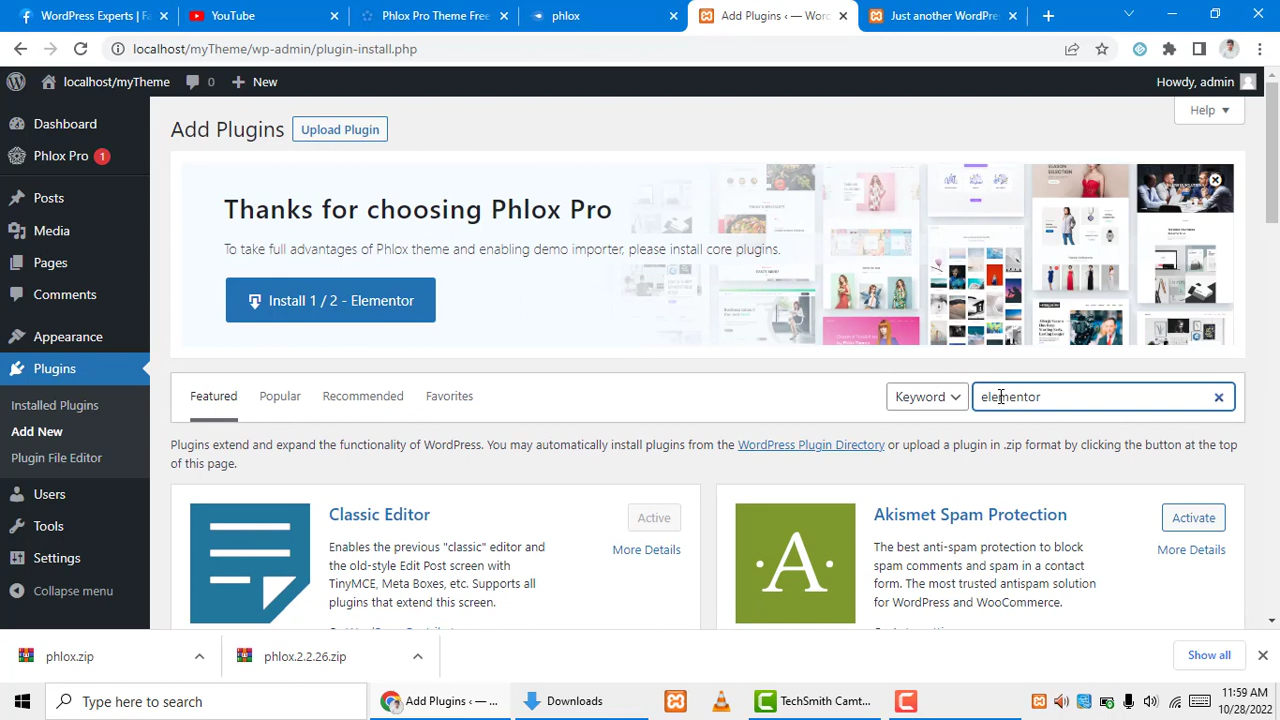 WordPress Experts | Fa
YouTube
Phlox Pro Theme Free
phlox
Add Plugins ‹ — Word
Just another WordPre
localhost/myTheme/wp-admin/plugin-install.php
localhost/myTheme
0
New
Howdy, admin
Dashboard
Phlox Pro 1
Posts
Media
Pages
Comments
Appearance
Plugins
Installed Plugins
Add New
Plugin File Editor
Users
Tools
Settings
Collapse menu
Help
Add Plugins
Upload Plugin
Thanks for choosing Phlox Pro
To take full advantages of Phlox theme and enabling demo importer, please install core plugins.
Install 1 / 2 - Elementor
Featured
Popular
Recommended
Favorites
Keyword
elementor
Plugins extend and expand the functionality of WordPress. You may automatically install plugins from the WordPress Plugin Directory or upload a plugin in .zip format by clicking the button at the top
of this page.
Classic Editor
Active
More Details
Enables the previous "classic" editor and
the old-style Edit Post screen with
TinyMCE, Meta Boxes, etc. Supports all
plugins that extend this screen.
A
Akismet Spam Protection
Activate
More Details
The best anti-spam protection to block
spam comments and spam in a contact
form. The most trusted antispam solution
for WordPress and WooCommerce.
phlox.zip
phlox.2.2.26.zip
Show all
Type here to search
Add Plugins ‹ — ...
Downloads
TechSmith Camt...
11:59 AM
10/28/2022